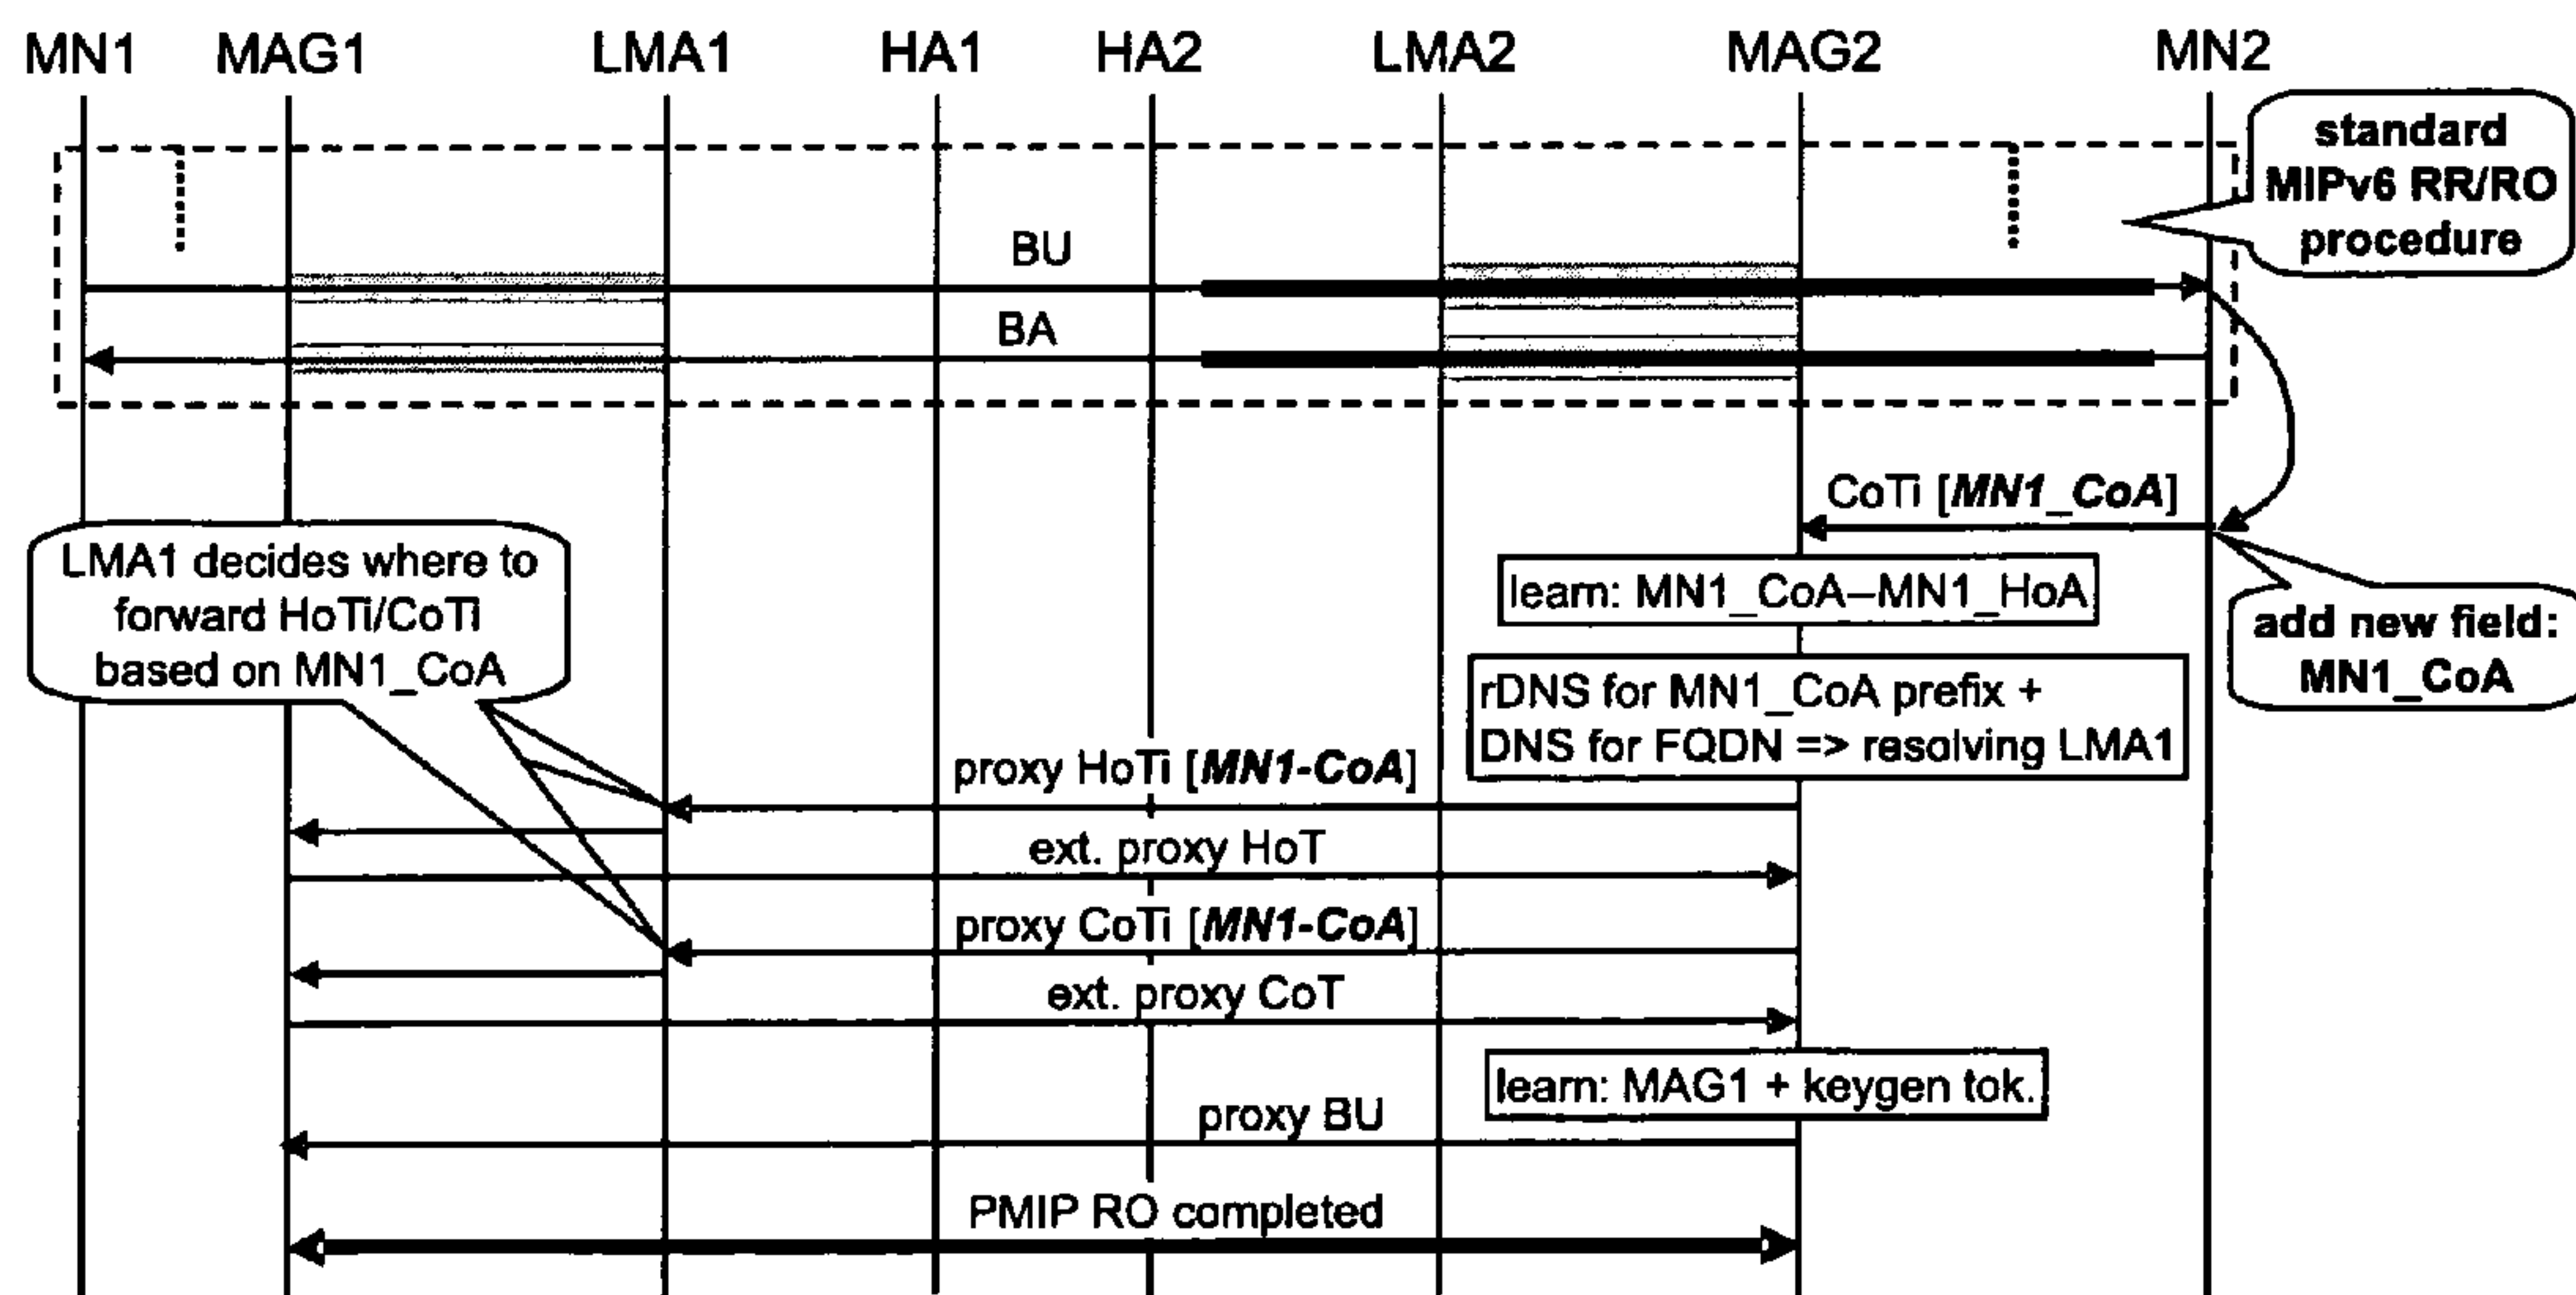 MN1 MAG1 LMA1 HA1 HA2 LMA2 MAG2 MN2
standard
MIPv6 RR/RO
procedure
BU
BA
CoTi [MN1_CoA]
LMA1 decides where to
forward HoTi/CoTi
based on MN1_CoA
learn: MN1_CoA–MN1_HoA
add new field:
MN1_CoA
rDNS for MN1_CoA prefix +
DNS for FQDN => resolving LMA1
proxy HoTi [MN1-CoA]
ext. proxy HoT
proxy CoTi [MN1-CoA]
ext. proxy CoT
learn: MAG1 + keygen tok.
proxy BU
PMIP RO completed